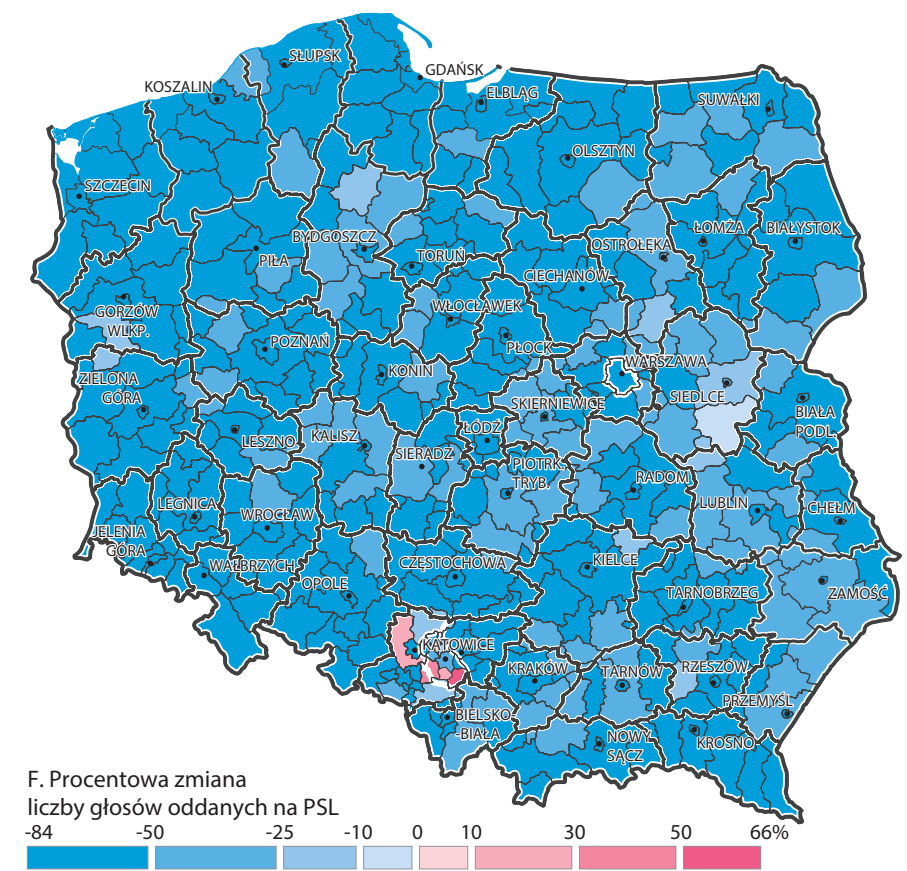 SŁUPSK
GDAŃSK
KOSZALIN
ELBLĄG
SUWAŁKI
OLSZTYN
SZCZECIN
BYDGOSZCZ
OSTROŁĘKA
ŁOMŻA
BIAŁYSTOK
PIŁA
TORUŃ
CIECHANÓW
GORZÓW
WLKP.
WŁOCŁAWEK
POZNAŃ
PŁOCK
WARSZAWA
ZIELONA
GÓRA
KONIN
SKIERNIEWICE
SIEDLCE
BIAŁA
PODL.
LESZNO
KALISZ
ŁÓDŹ
SIERADZ
PIOTRK.
TRYB.
RADOM
LEGNICA
WROCŁAW
LUBLIN
CHEŁM
JELENIA
GÓRA
WAŁBRZYCH
OPOLE
CZĘSTOCHOWA
KIELCE
TARNOBRZEG
ZAMOŚĆ
KATOWICE
KRAKÓW
TARNÓW
RZESZÓW
PRZEMYŚL
BIELSKO-
-BIAŁA
NOWY
SĄCZ
KROSNO
F. Procentowa zmiana
liczby głosów oddanych na PSL
-84 -50 -25 -10 0 10 30 50 66%